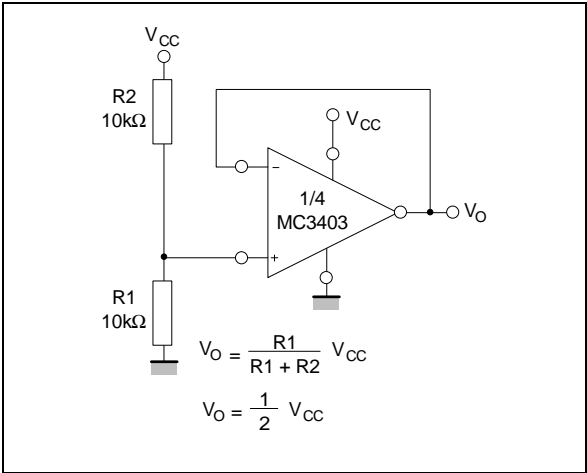 VCC
R2
10kΩ
VCC
−
1/4
MC3403
VO
+
R1
10kΩ
VO = R1 / R1 + R2 VCC
VO = 1 / 2 VCC